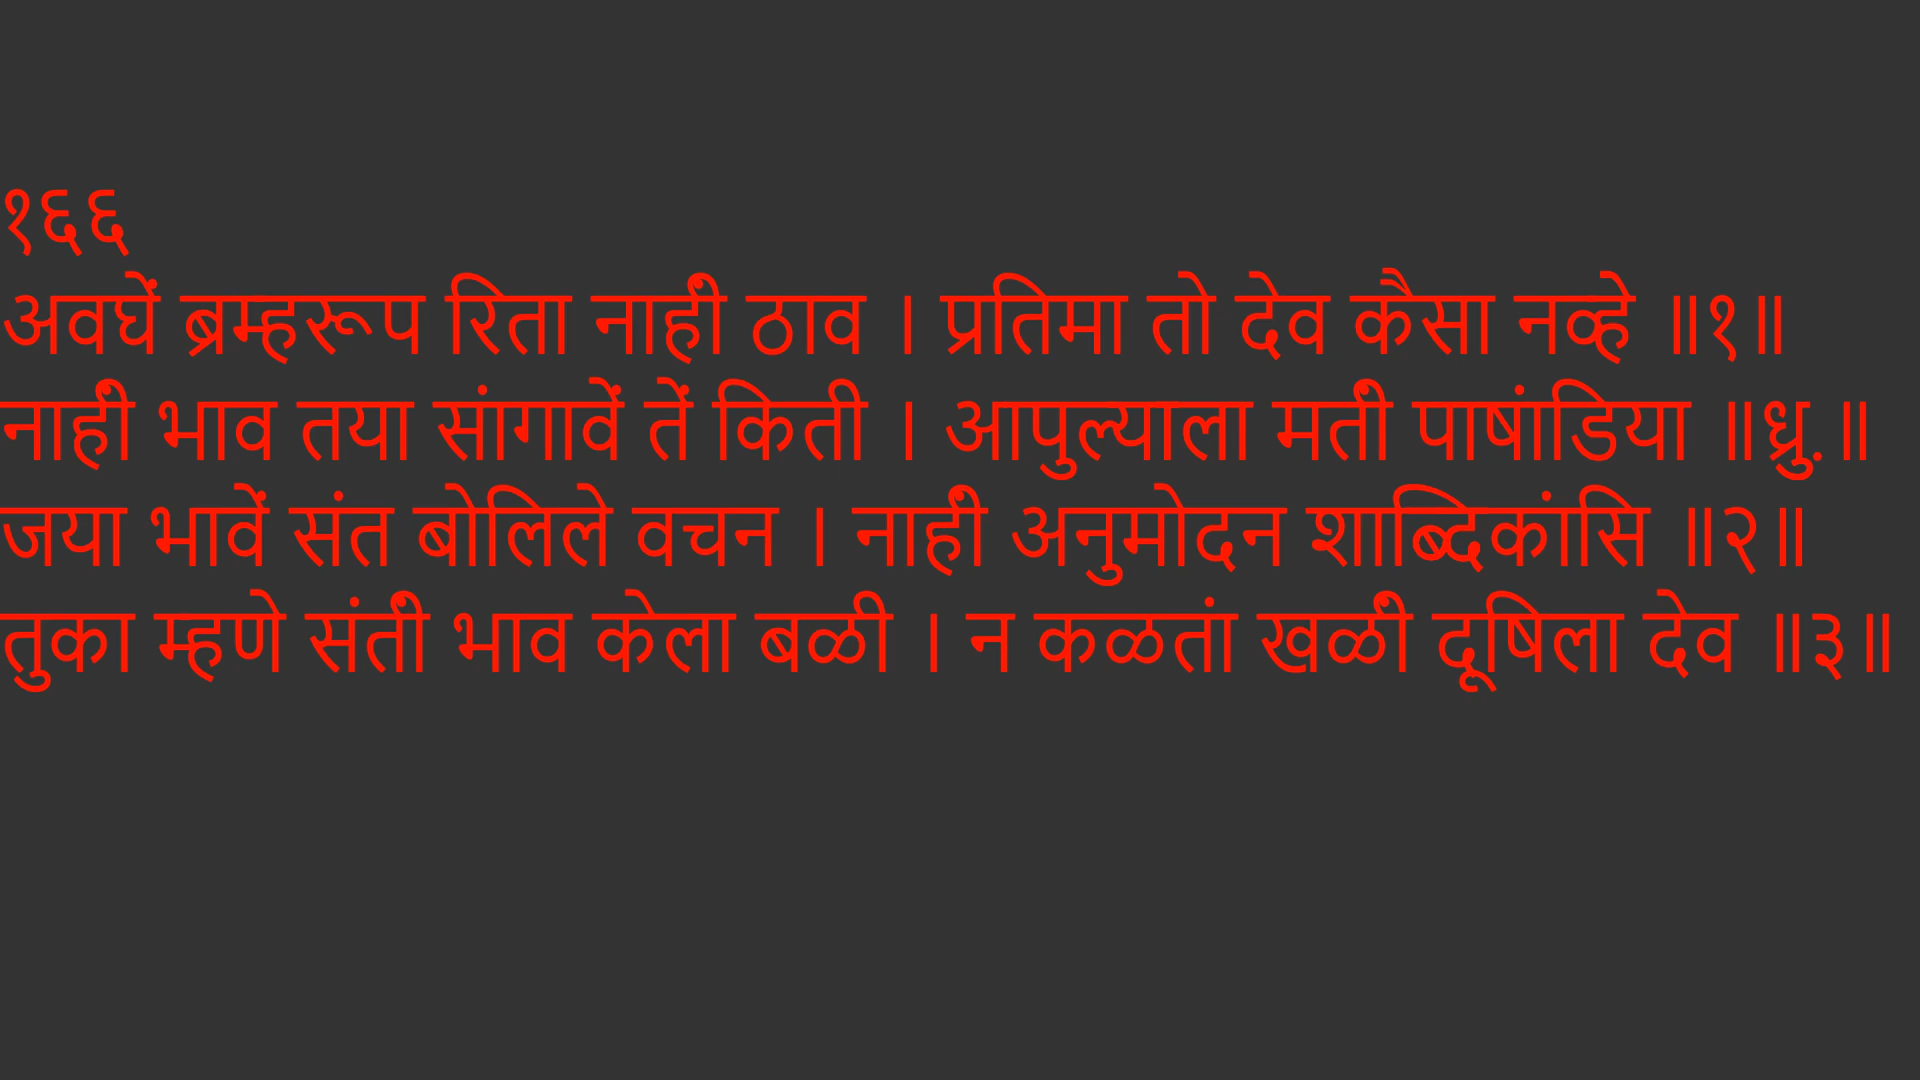 १६६
अवघें ब्रम्हरूप रिता नाहीं ठाव । प्रतिमा तो देव कैसा नव्हे ॥१॥
नाहीं भाव तया सांगावें तें किती । आपुल्याला मतीं पाषांडिया ॥ध्रु.॥
जया भावें संत बोलिले वचन । नाहीं अनुमोदन शाब्दिकांसि ॥२॥
तुका म्हणे संतीं भाव केला बळी । न कळतां खळीं दूषिला देव ॥३॥